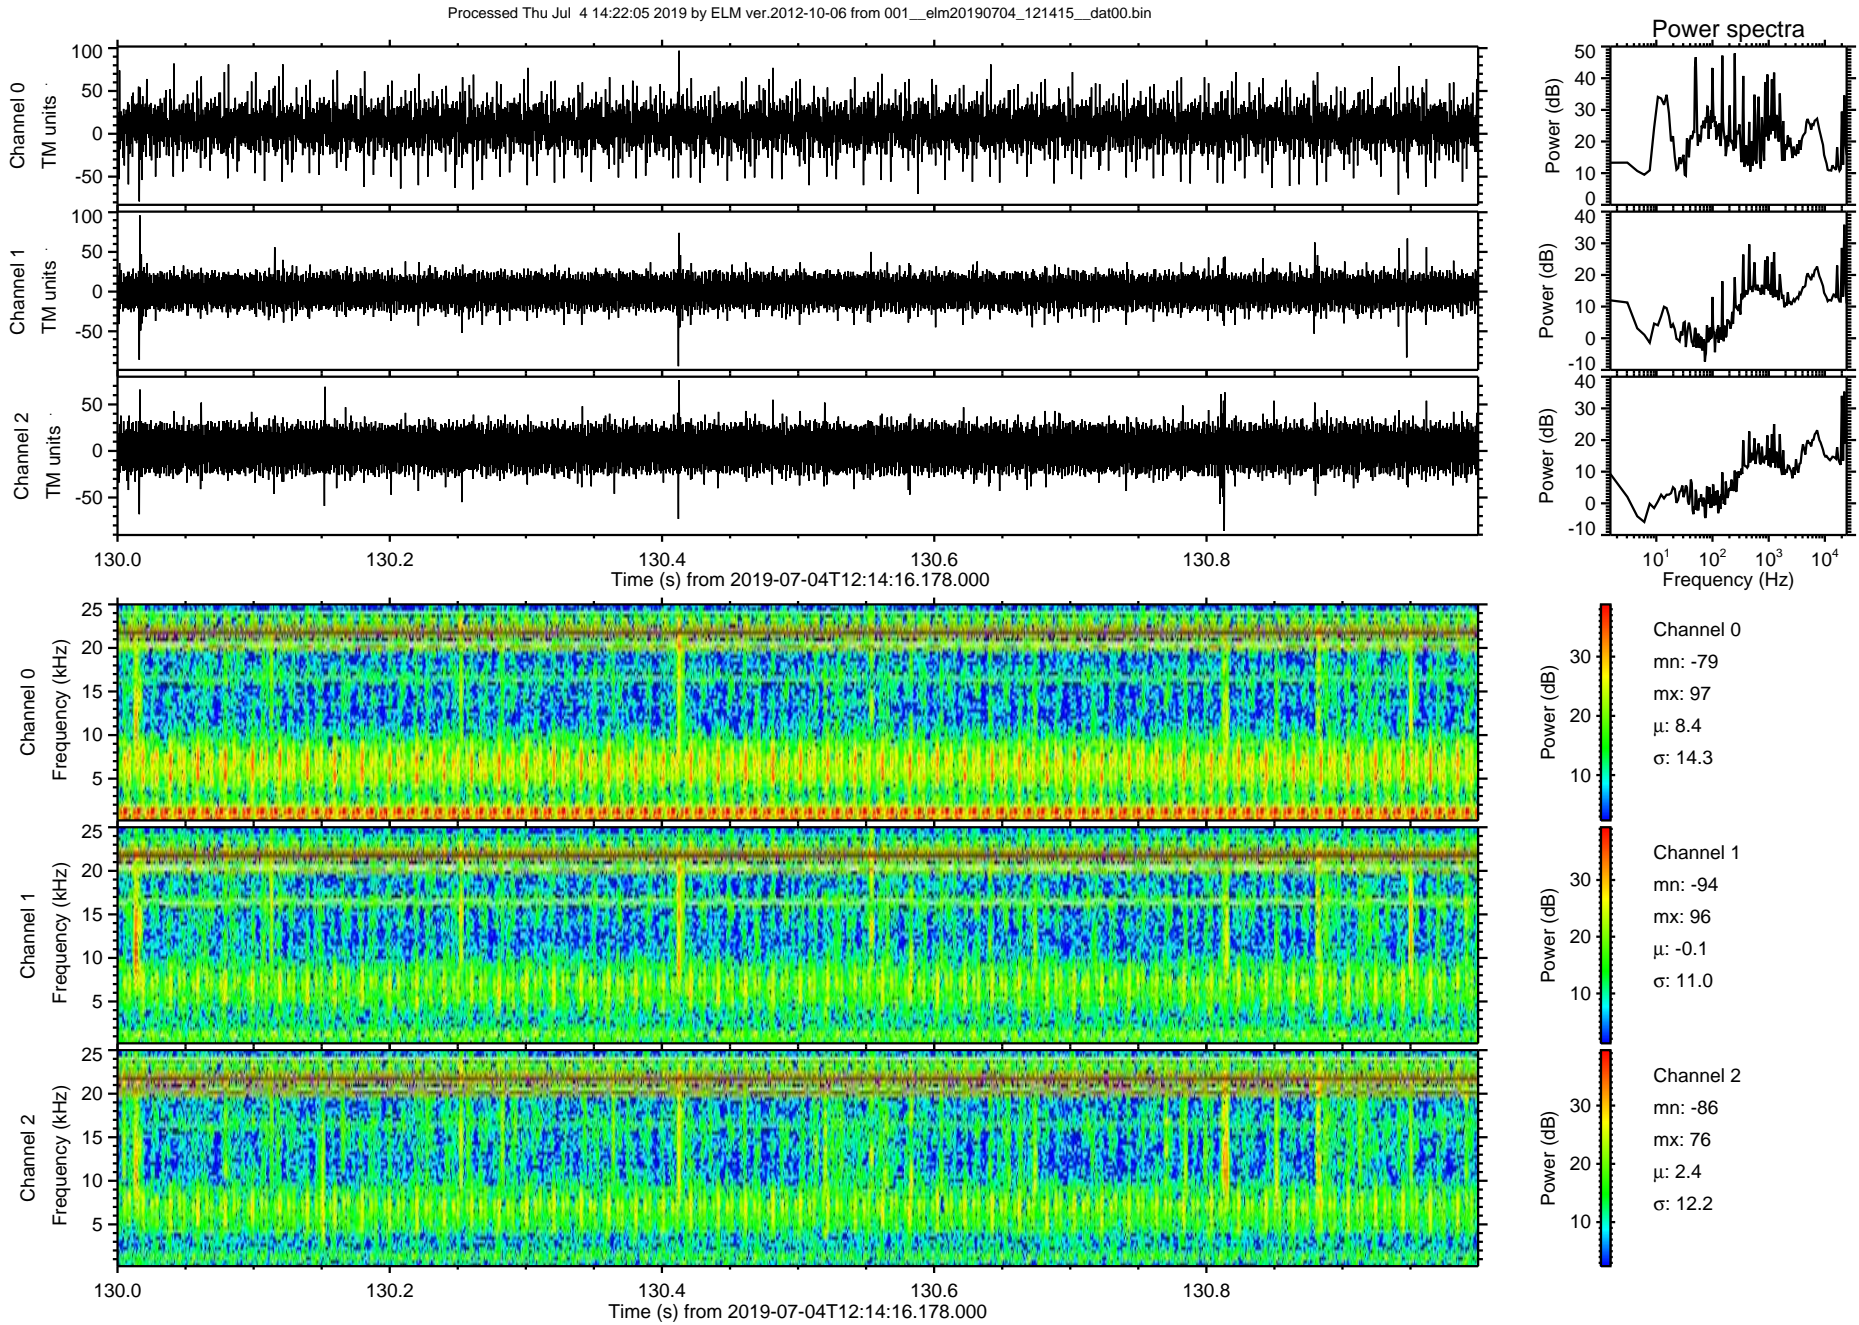 Processed Thu Jul  4 14:22:05 2019 by ELM ver.2012-10-06 from 001__elm20190704_121415__dat00.bin
Power spectra
Channel 0
TM units
100
50
0
-50
Power (dB)
50
40
30
20
10
0
Channel 1
TM units
100
50
0
-50
Power (dB)
40
30
20
10
0
-10
Channel 2
TM units
50
0
-50
Power (dB)
40
30
20
10
0
-10
130.0 130.2 130.4 130.6 130.8
Time (s) from 2019-07-04T12:14:16.178.000
10^1 10^2 10^3 10^4
Frequency (Hz)
Channel 0
Frequency (kHz)
25
20
15
10
5
Power (dB)
30
20
10
Channel 0
mn: -79
mx: 97
μ: 8.4
σ: 14.3
Channel 1
Frequency (kHz)
25
20
15
10
5
Power (dB)
30
20
10
Channel 1
mn: -94
mx: 96
μ: -0.1
σ: 11.0
Channel 2
Frequency (kHz)
25
20
15
10
5
Power (dB)
30
20
10
Channel 2
mn: -86
mx: 76
μ: 2.4
σ: 12.2
130.0 130.2 130.4 130.6 130.8
Time (s) from 2019-07-04T12:14:16.178.000